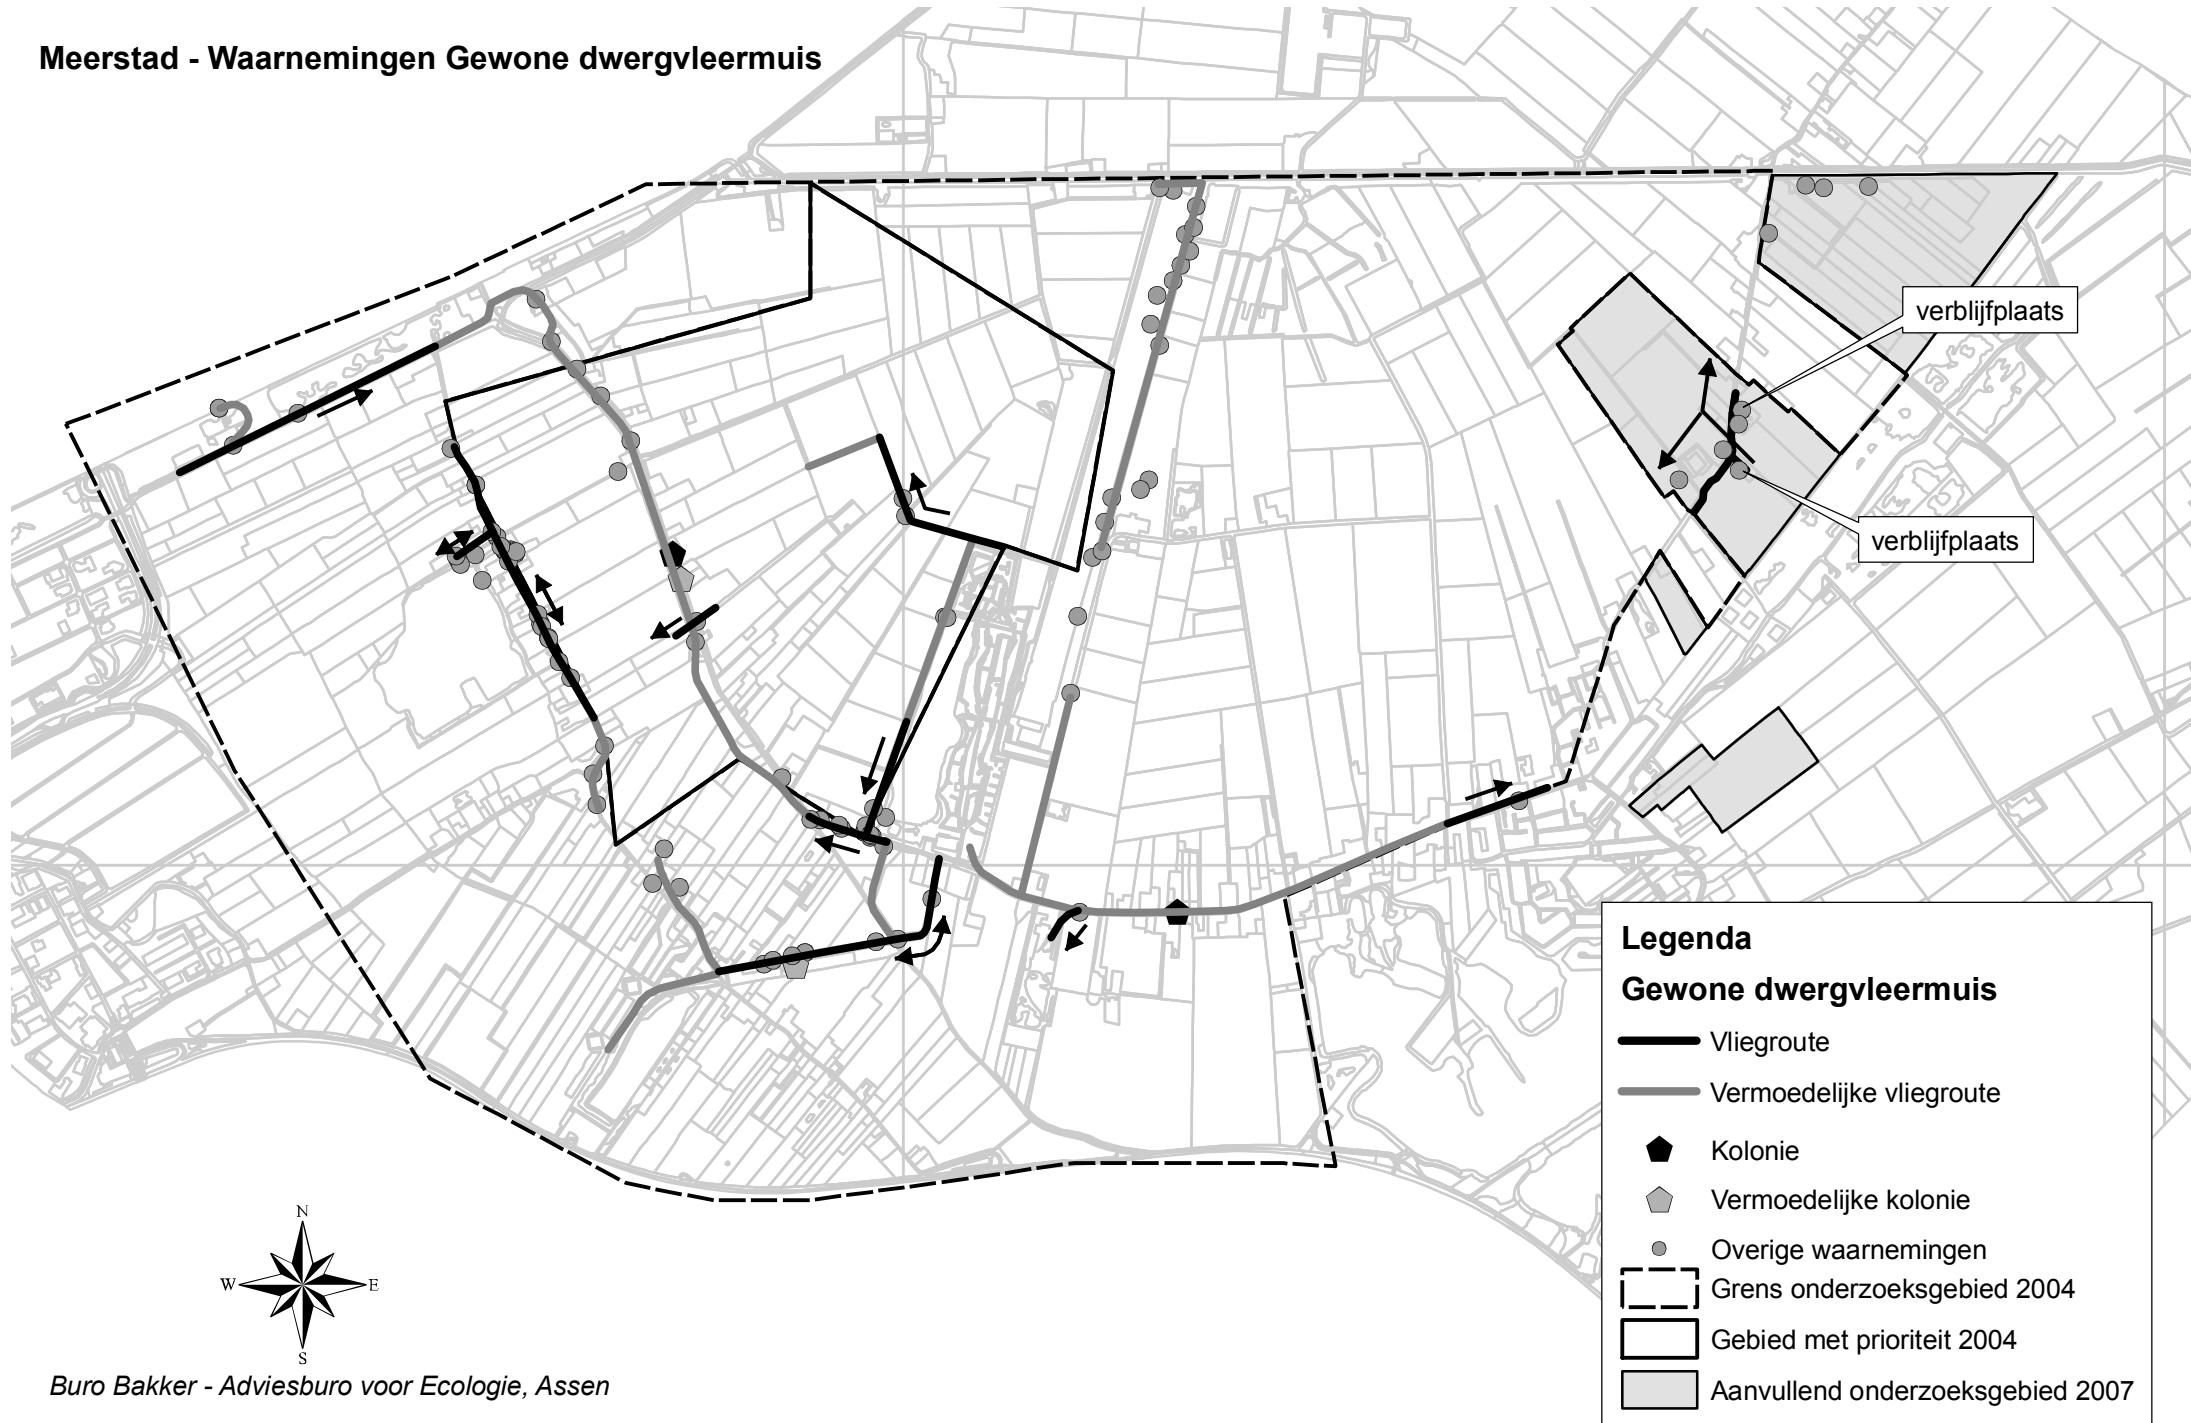 Meerstad - Waarnemingen Gewone dwergvleermuis
verblijfplaats
verblijfplaats
Legenda
Gewone dwergvleermuis
Vliegroute
Vermoedelijke vliegroute
Kolonie
Vermoedelijke kolonie
Overige waarnemingen
Grens onderzoeksgebied 2004
Gebied met prioriteit 2004
Aanvullend onderzoeksgebied 2007
N
W
E
S
Buro Bakker - Adviesburo voor Ecologie, Assen